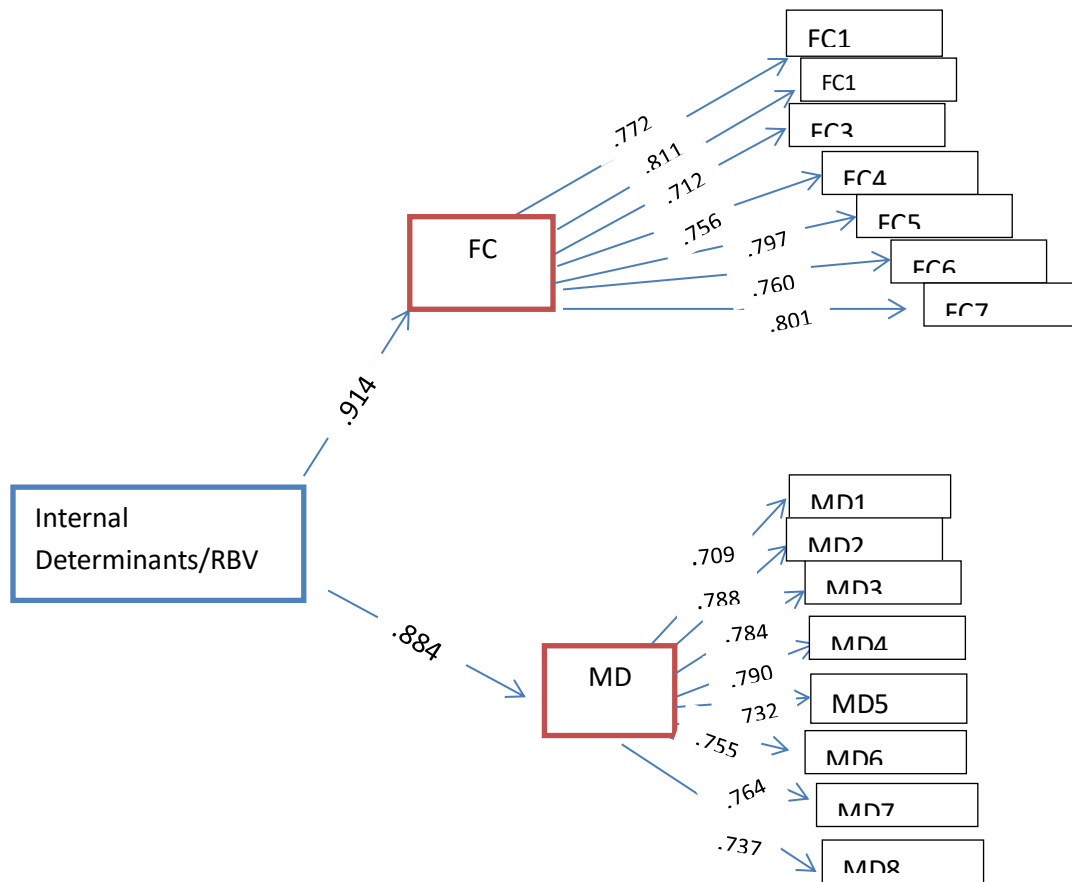 FC1
FC1
FC3
FC4
FC5
FC6
FC7
.772
.811
.712
.756
.797
.760
.801
FC
.914
Internal
Determinants/RBV
.884
MD
.709
.788
.784
.790
732
.755
.764
.737
MD1
MD2
MD3
MD4
MD5
MD6
MD7
MD8